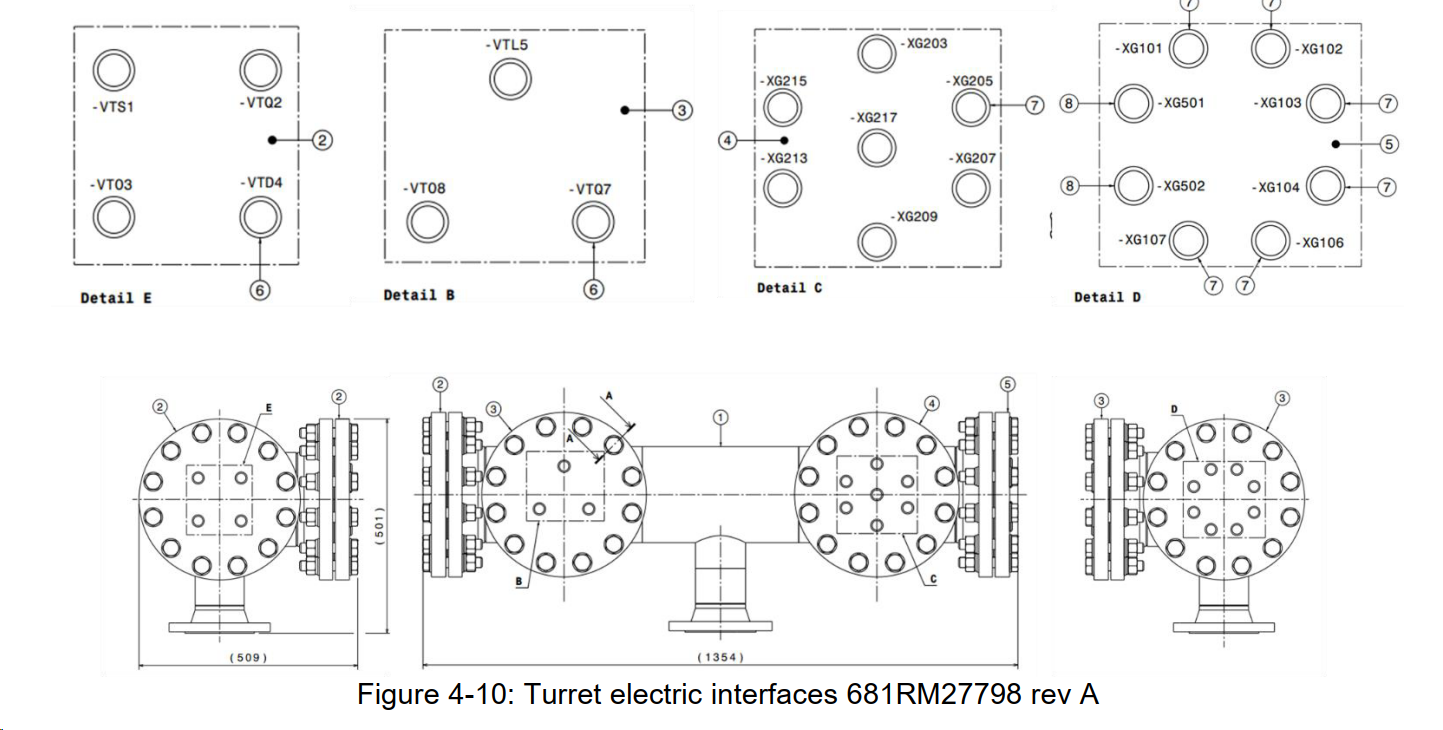 7
7
-VTS1
-VTQ2
2
-VTO3
-VTD4
6
Detail E
-VTL5
3
-VTO8
-VTQ7
6
Detail B
-XG203
-XG215
-XG205
7
-XG217
4
-XG213
-XG207
-XG209
Detail C
-XG101
-XG102
8
-XG501
-XG103
7
5
8
-XG502
-XG104
7
-XG107
-XG106
7
7
Detail D
2
E
2
(501)
(509)
2
3
A
A
1
4
5
B
C
(1354)
3
D
3
Figure 4-10: Turret electric interfaces 681RM27798 rev A